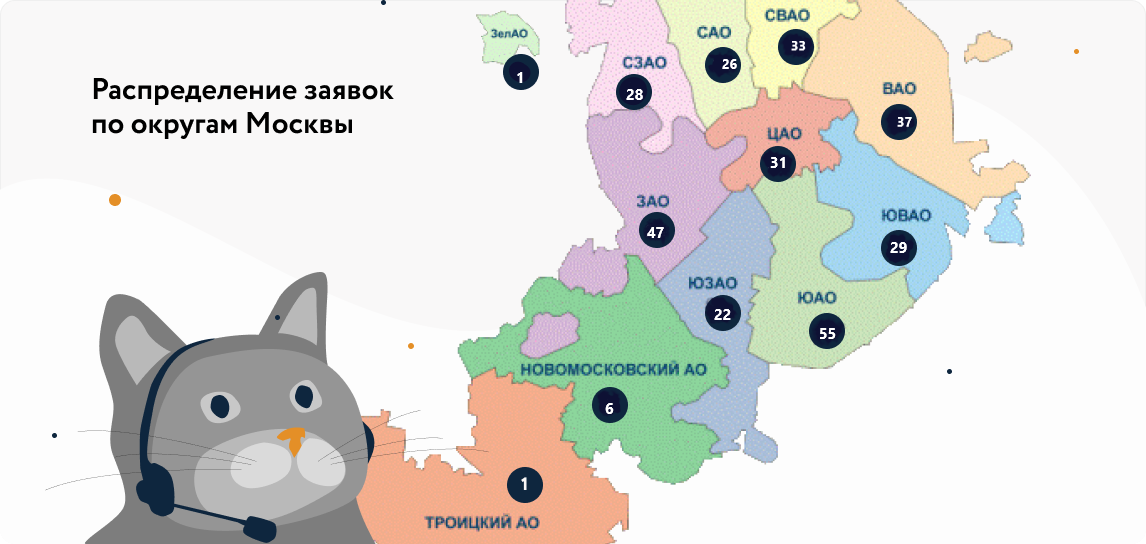 Распределение заявок
по округам Москвы
ЗелАО
1
СЗАО
28
САО
26
СВАО
33
ВАО
37
ЦАО
31
ЗАО
47
ЮВАО
29
ЮЗАО
22
ЮАО
55
НОВОМОСКОВСКИЙ АО
6
1
ТРОИЦКИЙ АО